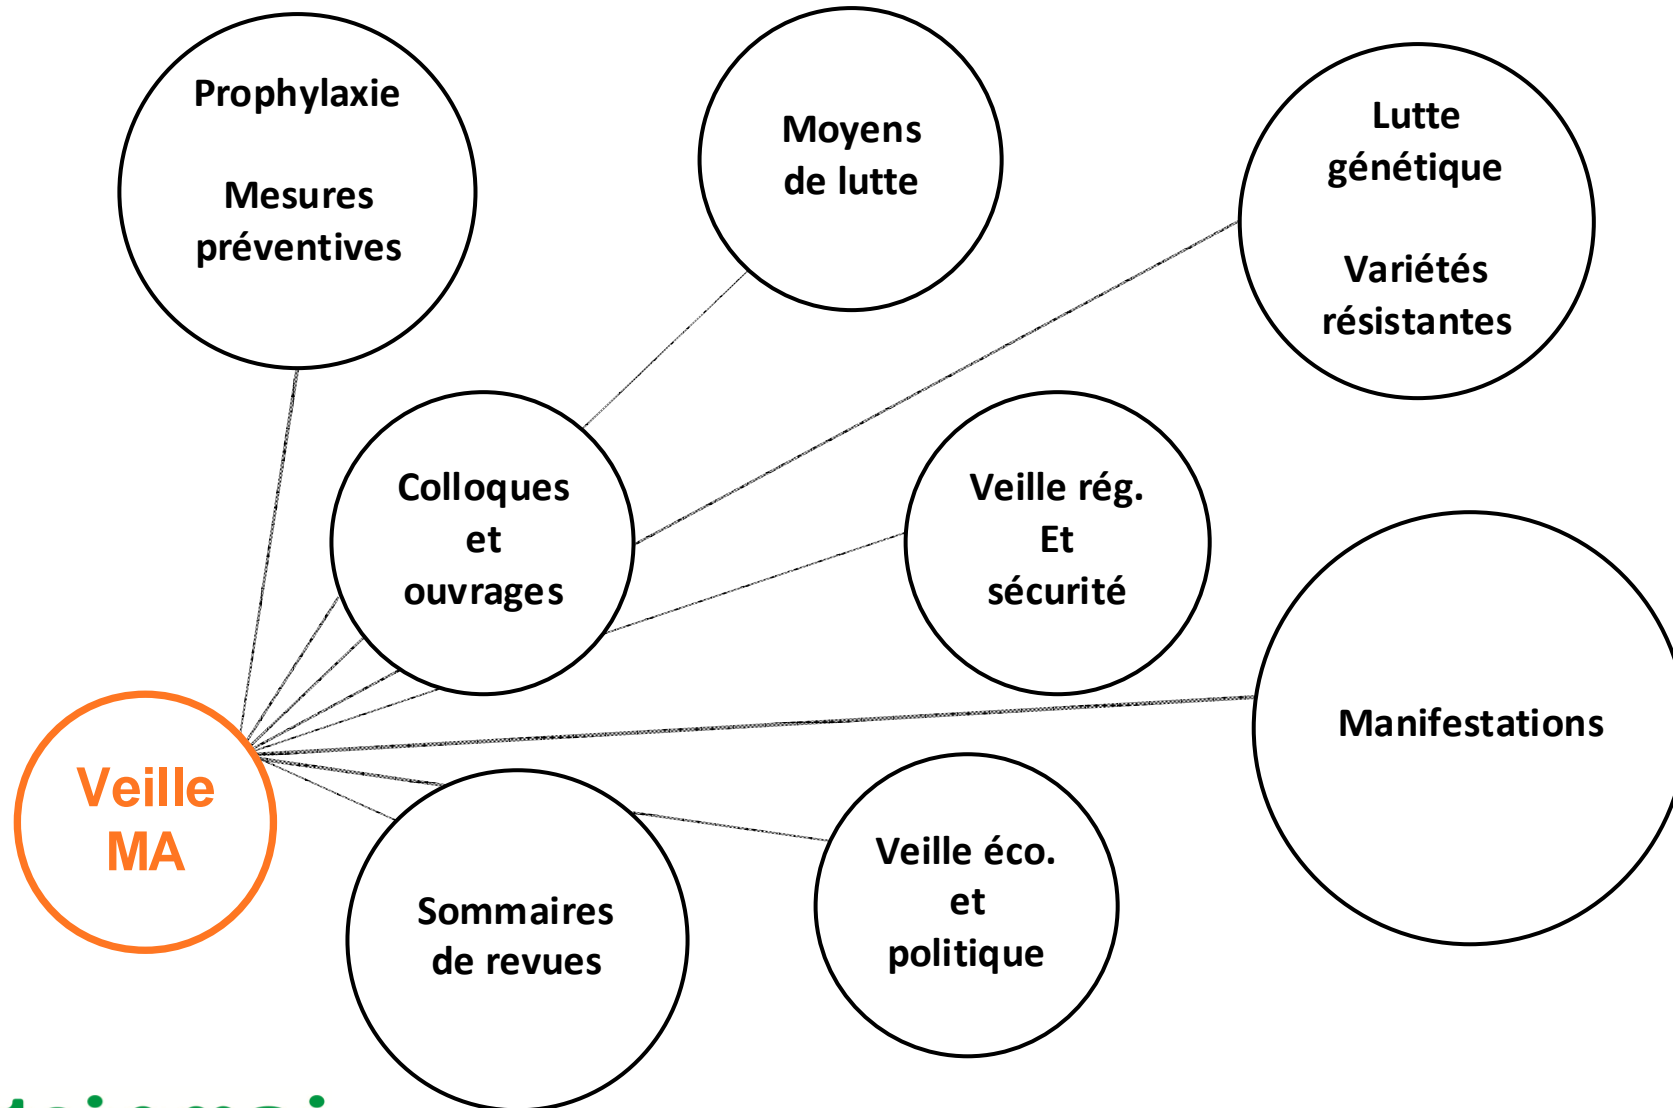 Prophylaxie
Mesures
préventives
Moyens
de lutte
Lutte
génétique
Variétés
résistantes
Colloques
et
ouvrages
Veille rég.
Et
sécurité
Manifestations
Veille
MA
Sommaires
de revues
Veille éco.
et
politique